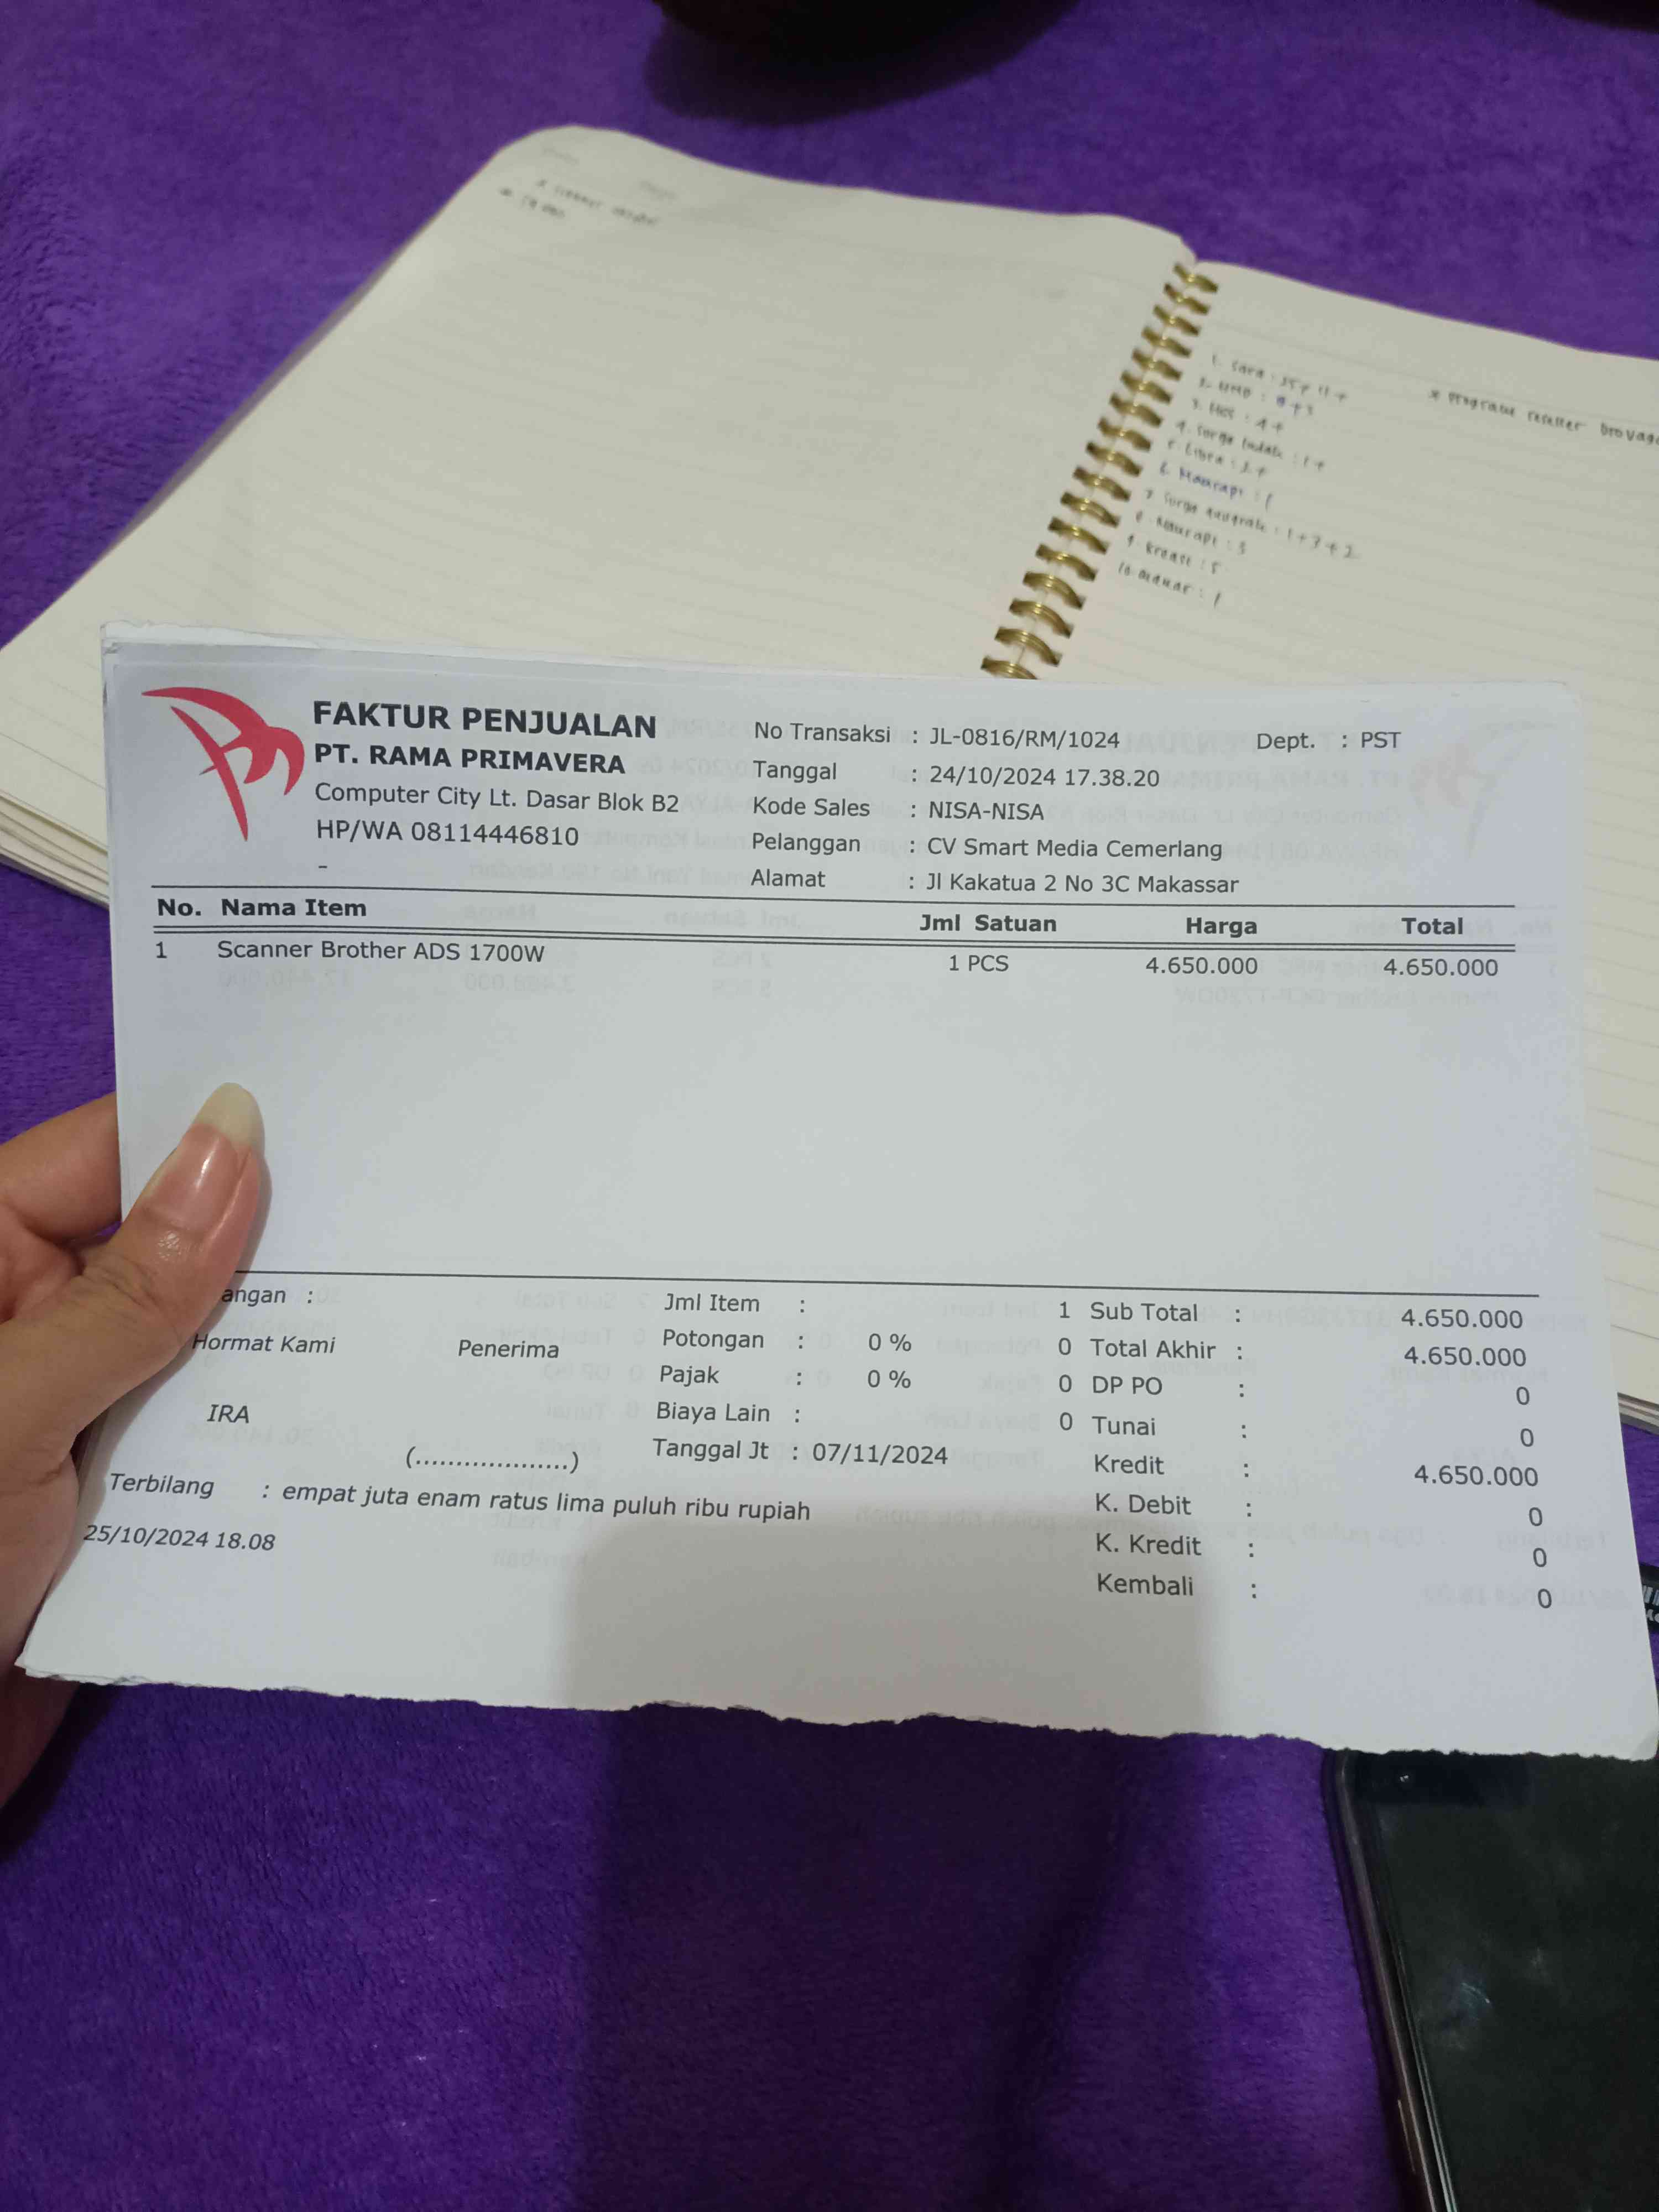 FAKTUR PENJUALAN
PT. RAMA PRIMAVERA
Computer City Lt. Dasar Blok B2
HP/WA 08114446810
-
No Transaksi : JL-0816/RM/1024 Dept. : PST
Tanggal : 24/10/2024 17.38.20
Kode Sales : NISA-NISA
Pelanggan : CV Smart Media Cemerlang
Alamat : Jl Kakatua 2 No 3C Makassar
No. Nama Item Jml Satuan Harga Total
1 Scanner Brother ADS 1700W 1 PCS 4.650.000 4.650.000
angan :
Hormat Kami Penerima
IRA
(...................)
Jml Item : 1
Potongan : 0 % 0
Pajak : 0 % 0
Biaya Lain : 0
Tanggal Jt : 07/11/2024
Sub Total : 4.650.000
Total Akhir : 4.650.000
DP PO : 0
Tunai : 0
Kredit : 4.650.000
K. Debit : 0
K. Kredit : 0
Kembali : 0
Terbilang : empat juta enam ratus lima puluh ribu rupiah
25/10/2024 18.08